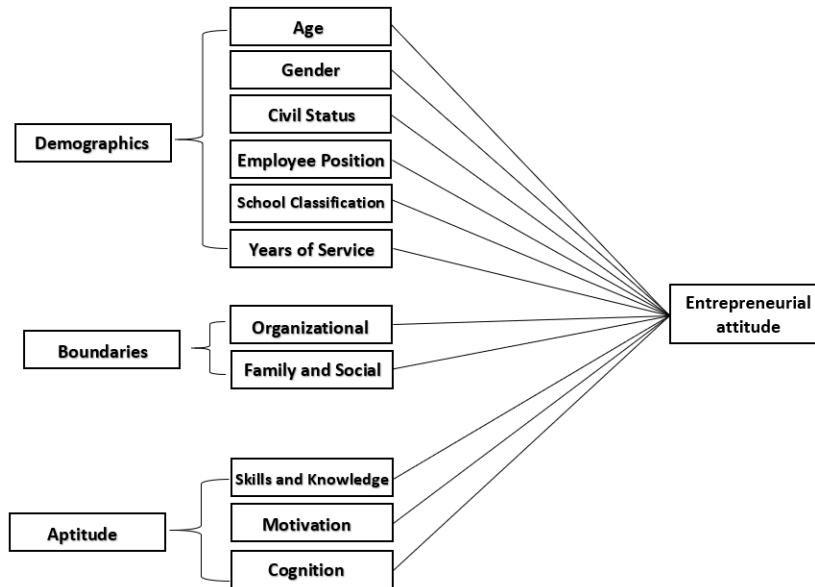 Demographics
Age
Gender
Civil Status
Employee Position
School Classification
Years of Service
Boundaries
Organizational
Family and Social
Aptitude
Skills and Knowledge
Motivation
Cognition
Entrepreneurial
attitude